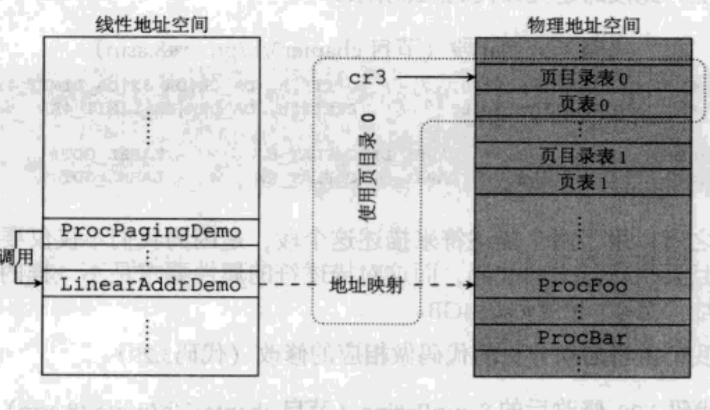 线性地址空间
物理地址空间
cr3
页目录表 0
页表 0
使用页目录 0
页目录表 1
页表 1
ProcPagingDemo
调用
LinearAddrDemo
地址映射
ProcFoo
ProcBar